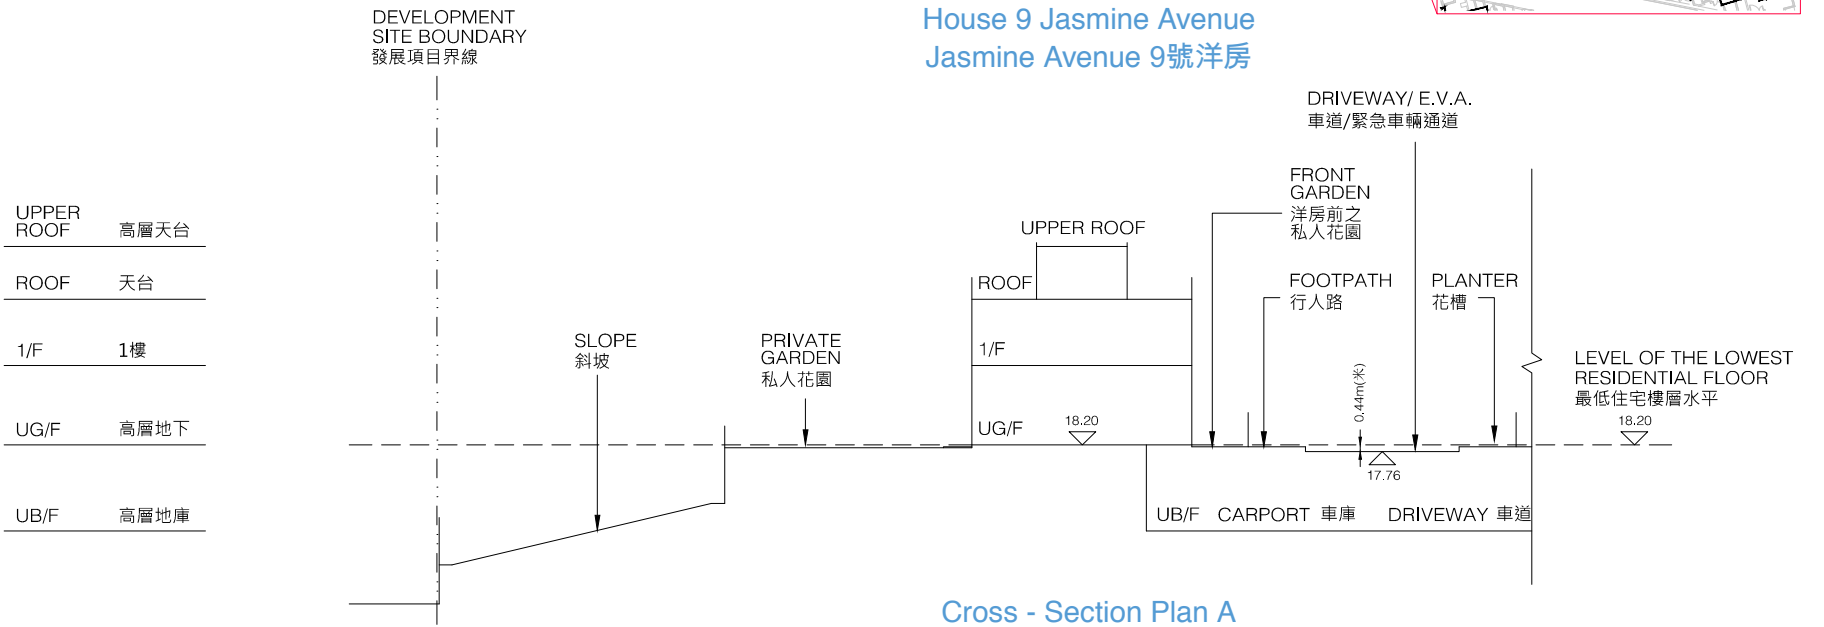 House 9 Jasmine Avenue
Jasmine Avenue 9號洋房
DEVELOPMENT
SITE BOUNDARY
發展項目界線
DRIVEWAY/ E.V.A.
車道/緊急車輛通道
FRONT
GARDEN
洋房前之
私人花園
UPPER
ROOF 高層天台
UPPER ROOF
ROOF 天台
ROOF
FOOTPATH
行人路
PLANTER
花槽
1/F 1樓
SLOPE
斜坡
PRIVATE
GARDEN
私人花園
1/F
0.44m(米)
LEVEL OF THE LOWEST
RESIDENTIAL FLOOR
最低住宅樓層水平
UG/F 高層地下
UG/F
18.20
18.20
17.76
UB/F 高層地庫
UB/F CARPORT 車庫 DRIVEWAY 車道
Cross - Section Plan A